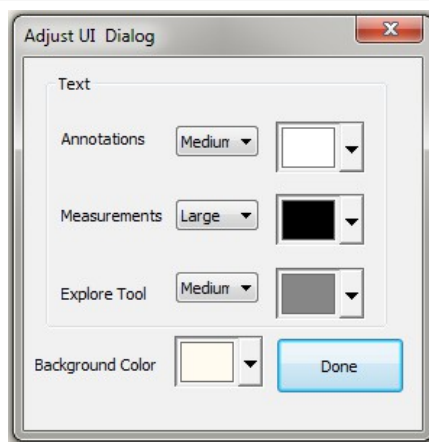 Adjust UI Dialog
Text
Annotations Medium
Measurements Large
Explore Tool Medium
Background Color Done